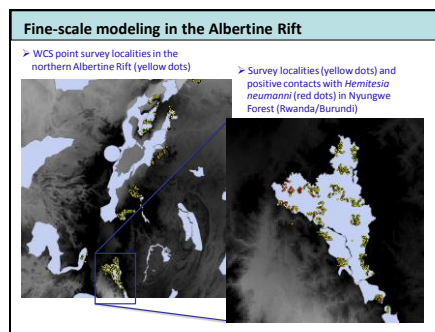 Fine-scale modeling in the Albertine Rift
➢ WCS point survey localities in the
northern Albertine Rift (yellow dots)
➢ Survey localities (yellow dots) and
positive contacts with Hemitesia
neumanni (red dots) in Nyungwe
Forest (Rwanda/Burundi)